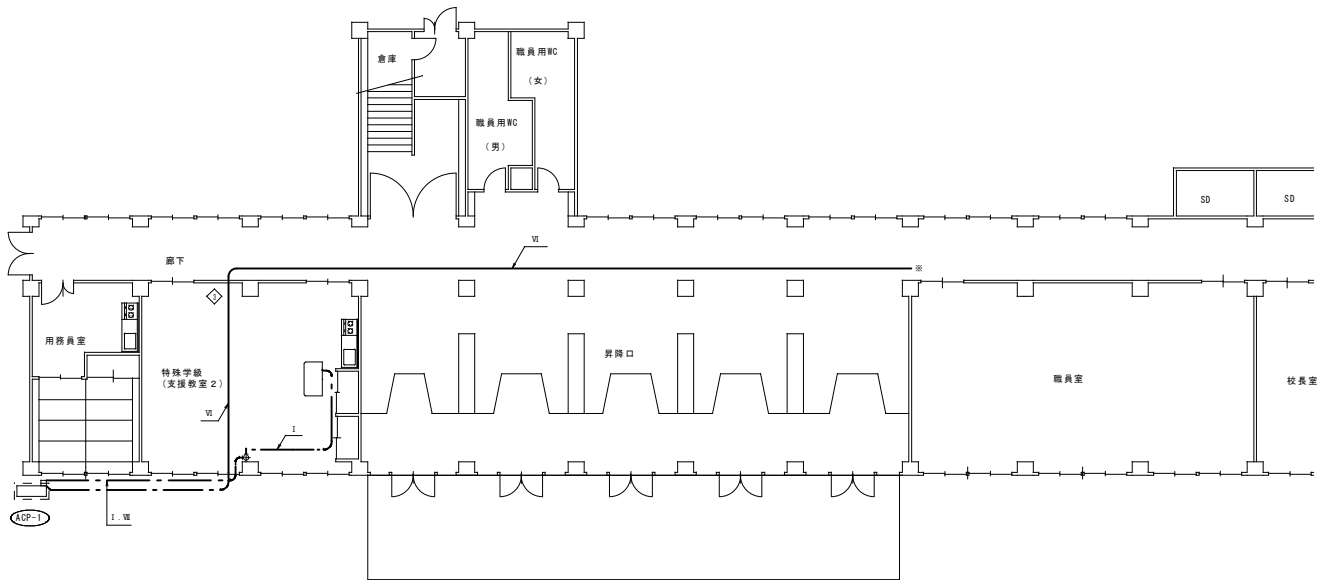 倉庫
職員用WC
(女)
職員用WC
(男)
SD
SD
廊下
Ⅵ
※
3
用務員室
特殊学級
(支援教室2)
昇降口
職員室
校長室
Ⅵ
Ⅰ
ACP-1